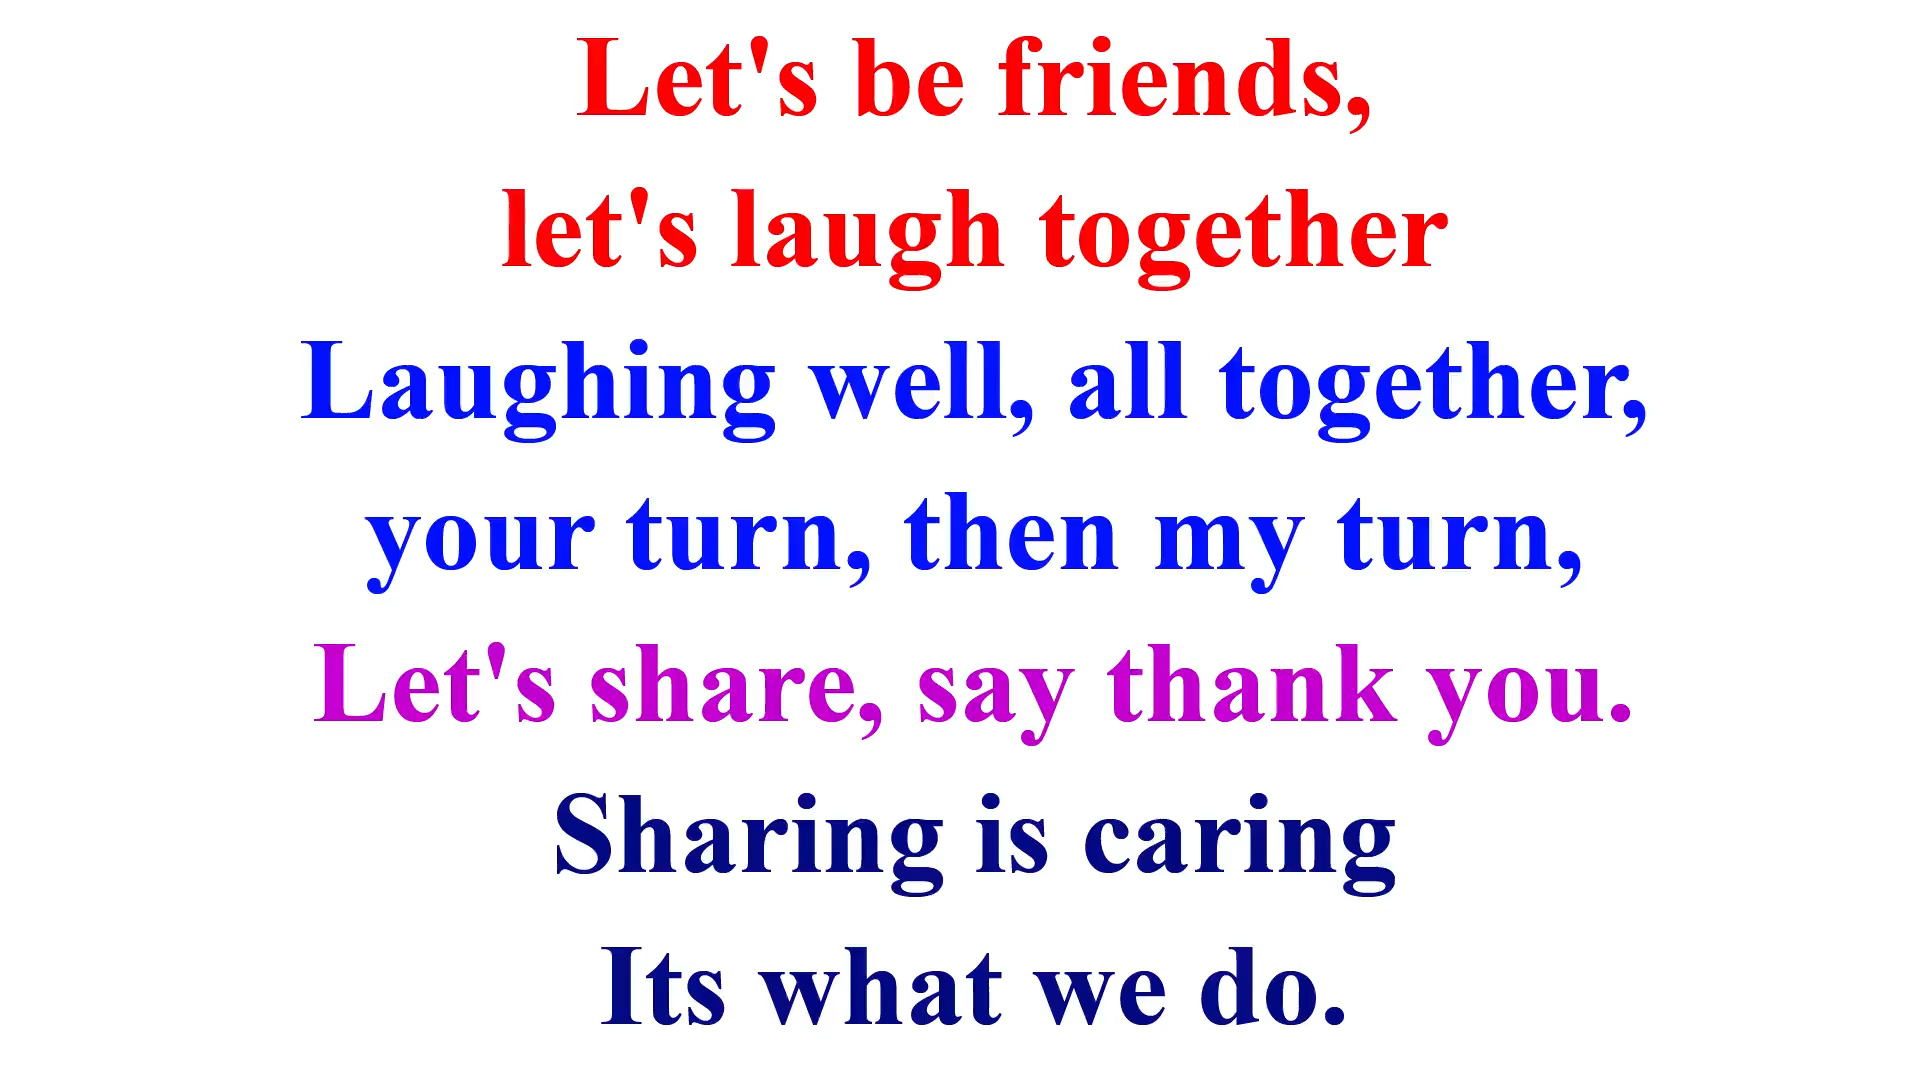 Let's be friends,
let's laugh together
Laughing well, all together,
your turn, then my turn,
Let's share, say thank you.
Sharing is caring
Its what we do.